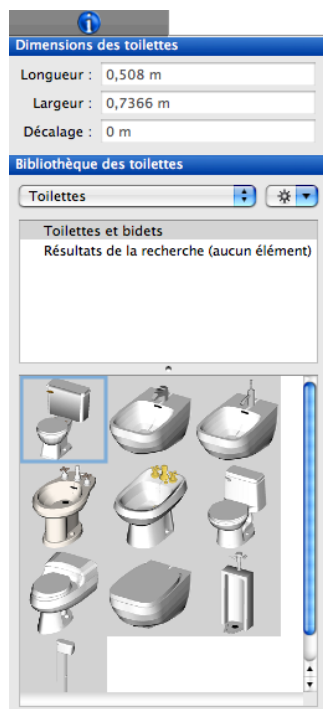 Dimensions des toilettes
Longueur : 0,508 m
Largeur : 0,7366 m
Décalage : 0 m
Bibliothèque des toilettes
Toilettes
Toilettes et bidets
Résultats de la recherche (aucun élément)